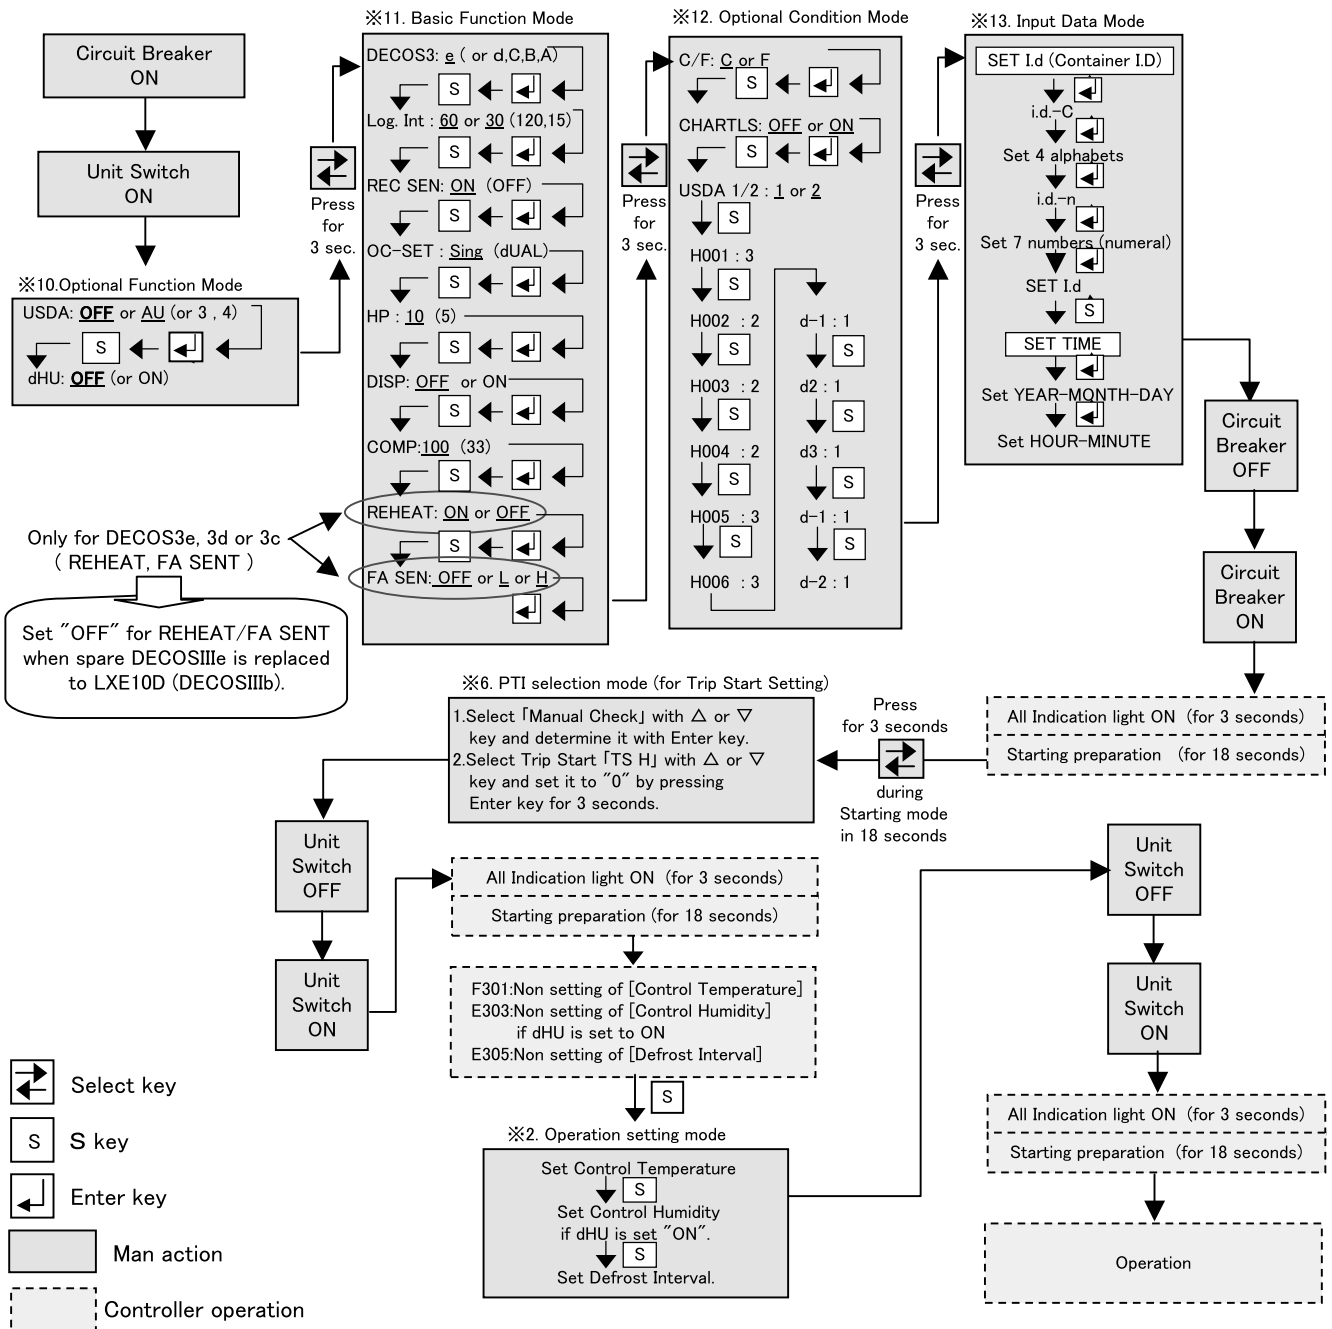 Circuit Breaker
ON
Unit Switch
ON
※10.Optional Function Mode
USDA: OFF or AU (or 3 , 4)
S
dHU: OFF (or ON)
Press
for
3 sec.
※11. Basic Function Mode
DECOS3: e ( or d,C,B,A)
S
Log. Int : 60 or 30 (120,15)
S
REC SEN: ON (OFF)
S
OC-SET : Sing (dUAL)
S
HP : 10 (5)
S
DISP: OFF or ON
S
COMP:100 (33)
S
REHEAT: ON or OFF
S
FA SEN: OFF or L or H
Only for DECOS3e, 3d or 3c
( REHEAT, FA SENT )
Set "OFF" for REHEAT/FA SENT
when spare DECOSIIIe is replaced
to LXE10D (DECOSIIIb).
Press
for
3 sec.
※12. Optional Condition Mode
C/F: C or F
S
CHARTLS: OFF or ON
S
USDA 1/2 : 1 or 2
S
H001 : 3
S
H002 : 2
S
H003 : 2
S
H004 : 2
S
H005 : 3
S
H006 : 3
d-1 : 1
S
d2 : 1
S
d3 : 1
S
d-1 : 1
S
d-2 : 1
Press
for
3 sec.
※13. Input Data Mode
SET I.d (Container I.D)
i.d.-C
Set 4 alphabets
i.d.-n
Set 7 numbers (numeral)
SET I.d
S
SET TIME
Set YEAR-MONTH-DAY
Set HOUR-MINUTE
Circuit
Breaker
OFF
Circuit
Breaker
ON
All Indication light ON (for 3 seconds)
Starting preparation (for 18 seconds)
Press
for 3 seconds
during
Starting mode
in 18 seconds
※6. PTI selection mode (for Trip Start Setting)
1.Select「Manual Check」with △ or ▽
key and determine it with Enter key.
2.Select Trip Start「TS H」with △ or ▽
key and set it to "0" by pressing
Enter key for 3 seconds.
Unit
Switch
OFF
Unit
Switch
ON
All Indication light ON (for 3 seconds)
Starting preparation (for 18 seconds)
F301:Non setting of [Control Temperature]
E303:Non setting of [Control Humidity]
if dHU is set to ON
E305:Non setting of [Defrost Interval]
S
※2. Operation setting mode
Set Control Temperature
S
Set Control Humidity
if dHU is set "ON".
S
Set Defrost Interval.
Unit
Switch
OFF
Unit
Switch
ON
All Indication light ON (for 3 seconds)
Starting preparation (for 18 seconds)
Operation
Select key
S S key
Enter key
Man action
Controller operation